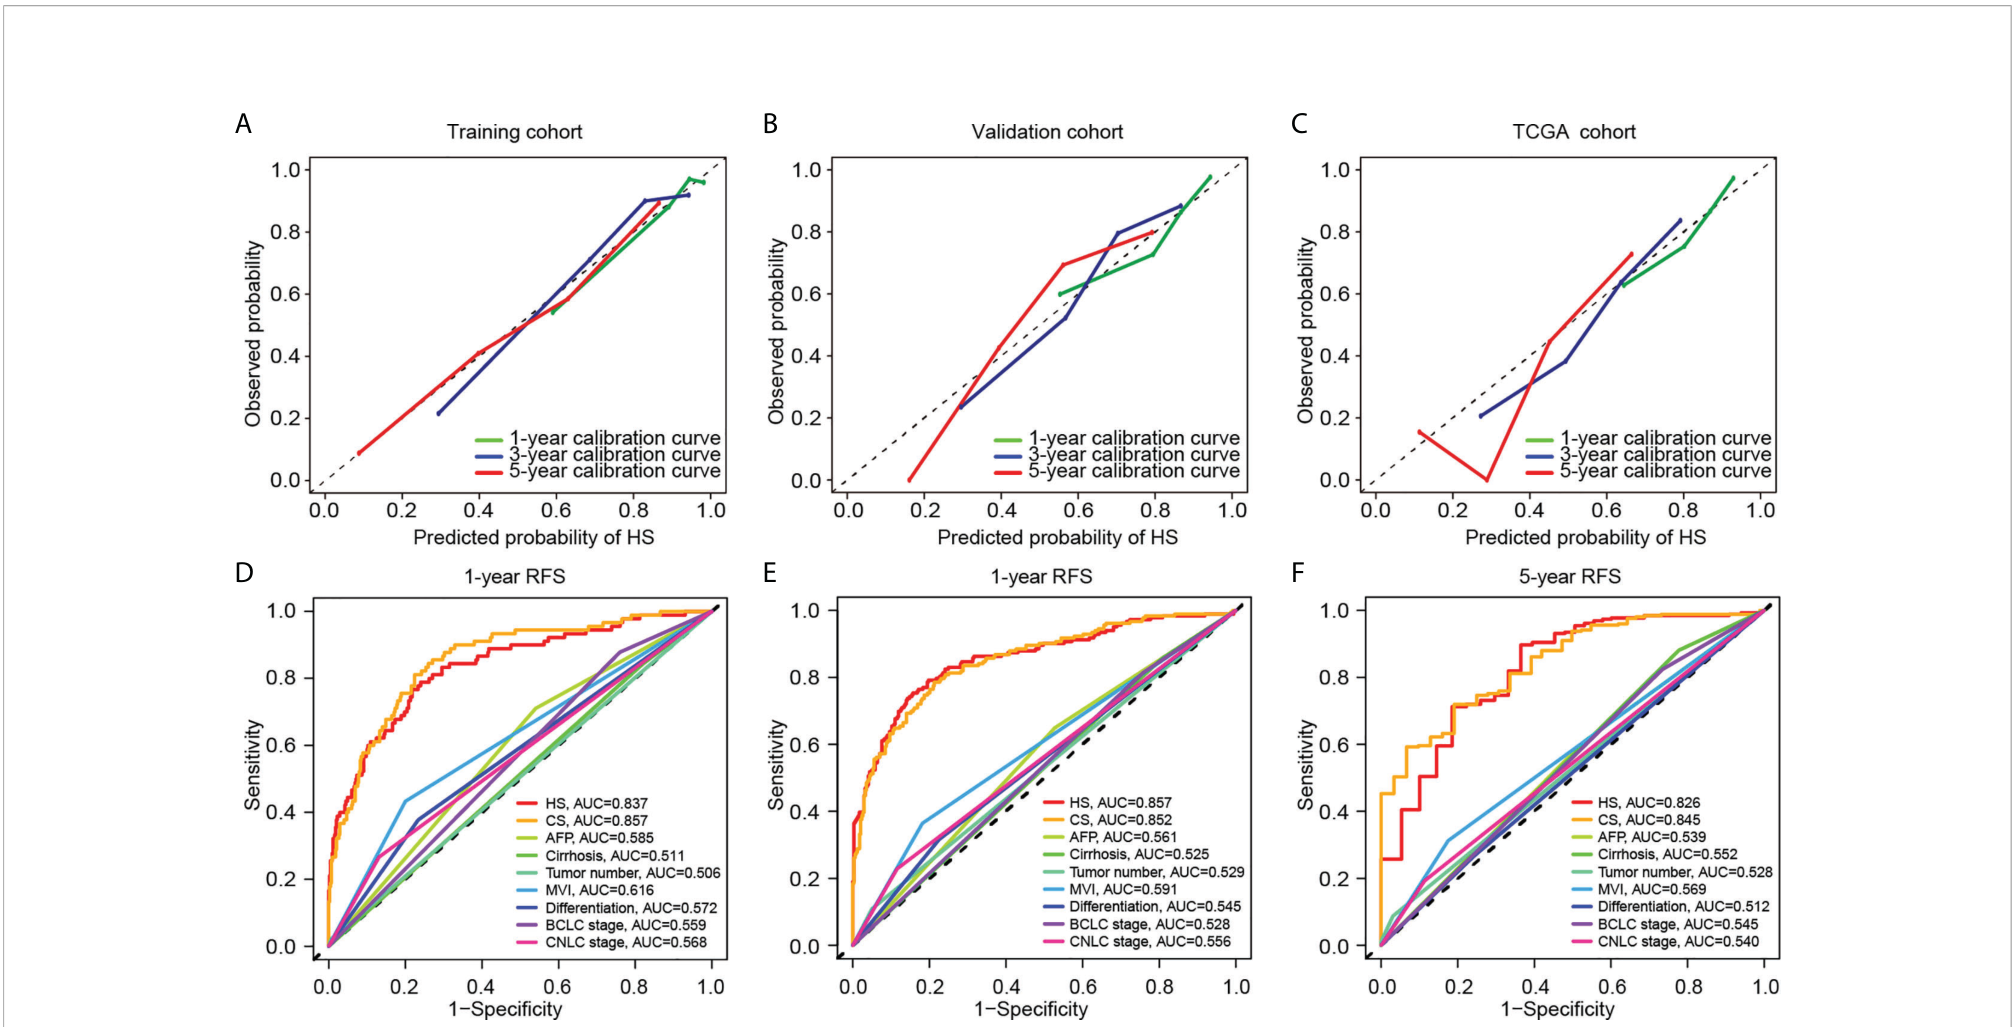 A
Training cohort
1.0
0.8
0.6
0.4
0.2
0.0
Observed probability
1-year calibration curve
3-year calibration curve
5-year calibration curve
0.0 0.2 0.4 0.6 0.8 1.0
Predicted probability of HS
B
Validation cohort
1.0
0.8
0.6
0.4
0.2
0.0
Observed probability
1-year calibration curve
3-year calibration curve
5-year calibration curve
0.0 0.2 0.4 0.6 0.8 1.0
Predicted probability of HS
C
TCGA cohort
1.0
0.8
0.6
0.4
0.2
0.0
Observed probability
1-year calibration curve
3-year calibration curve
5-year calibration curve
0.0 0.2 0.4 0.6 0.8 1.0
Predicted probability of HS
D
1-year RFS
1.0
0.8
0.6
0.4
0.2
0.0
Sensitivity
HS, AUC=0.837
CS, AUC=0.857
AFP, AUC=0.585
Cirrhosis, AUC=0.511
Tumor number, AUC=0.506
MVI, AUC=0.616
Differentiation, AUC=0.572
BCLC stage, AUC=0.559
CNLC stage, AUC=0.568
0.0 0.2 0.4 0.6 0.8 1.0
1−Specificity
E
1-year RFS
1.0
0.8
0.6
0.4
0.2
0.0
Sensitivity
HS, AUC=0.857
CS, AUC=0.852
AFP, AUC=0.561
Cirrhosis, AUC=0.525
Tumor number, AUC=0.529
MVI, AUC=0.591
Differentiation, AUC=0.545
BCLC stage, AUC=0.528
CNLC stage, AUC=0.556
0.0 0.2 0.4 0.6 0.8 1.0
1−Specificity
F
5-year RFS
1.0
0.8
0.6
0.4
0.2
0.0
Sensitivity
HS, AUC=0.826
CS, AUC=0.845
AFP, AUC=0.539
Cirrhosis, AUC=0.552
Tumor number, AUC=0.528
MVI, AUC=0.569
Differentiation, AUC=0.512
BCLC stage, AUC=0.545
CNLC stage, AUC=0.540
0.0 0.2 0.4 0.6 0.8 1.0
1−Specificity